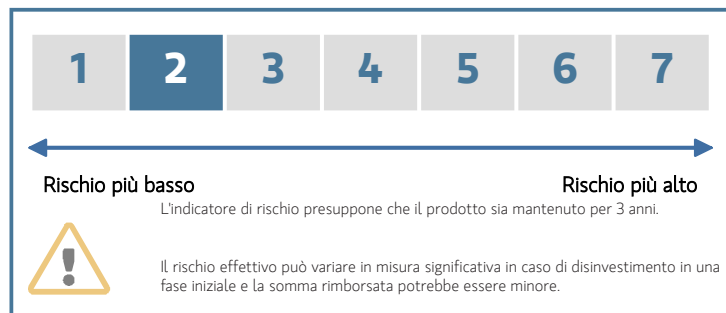 1 2 3 4 5 6 7
Rischio più basso Rischio più alto
L'indicatore di rischio presuppone che il prodotto sia mantenuto per 3 anni.
Il rischio effettivo può variare in misura significativa in caso di disinvestimento in una
fase iniziale e la somma rimborsata potrebbe essere minore.